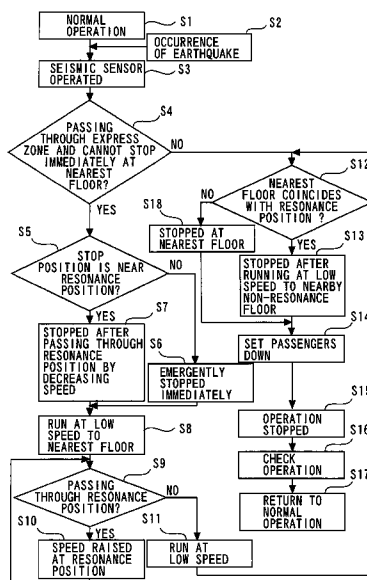 S1
NORMAL
OPERATION
S2
OCCURRENCE
OF EARTHQUAKE
S3
SEISMIC SENSOR
OPERATED
S4
PASSING
THROUGH EXPRESS
ZONE AND CANNOT STOP
IMMEDIATELY AT
NEAREST
FLOOR?
NO
YES
S5
STOP
POSITION IS NEAR
RESONANCE
POSITION?
NO
YES
S7
STOPPED AFTER
PASSING THROUGH
RESONANCE
POSITION BY
DECREASING
SPEED
S6
EMERGENTLY
STOPPED
IMMEDIATELY
S8
RUN AT LOW
SPEED TO
NEAREST FLOOR
S9
PASSING
THROUGH RESONANCE
POSITION?
NO
YES
S10
SPEED RAISED
AT RESONANCE
POSITION
S11
RUN AT
LOW SPEED
S12
NEAREST
FLOOR COINCIDES
WITH RESONANCE
POSITION ?
NO
YES
S18
STOPPED AT
NEAREST FLOOR
S13
STOPPED AFTER
RUNNING AT LOW
SPEED TO NEARBY
NON-RESONANCE
FLOOR
S14
SET PASSENGERS
DOWN
S15
OPERATION
STOPPED
S16
CHECK
OPERATION
S17
RETURN TO
NORMAL
OPERATION